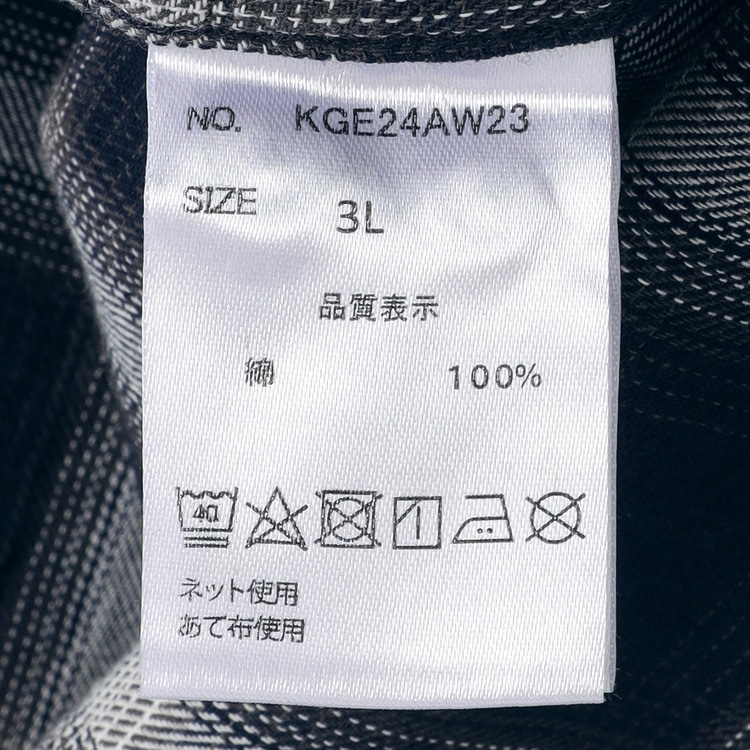 NO. KGE24AW23
SIZE 3L
品質表示
綿 100%
40
ネット使用
あて布使用